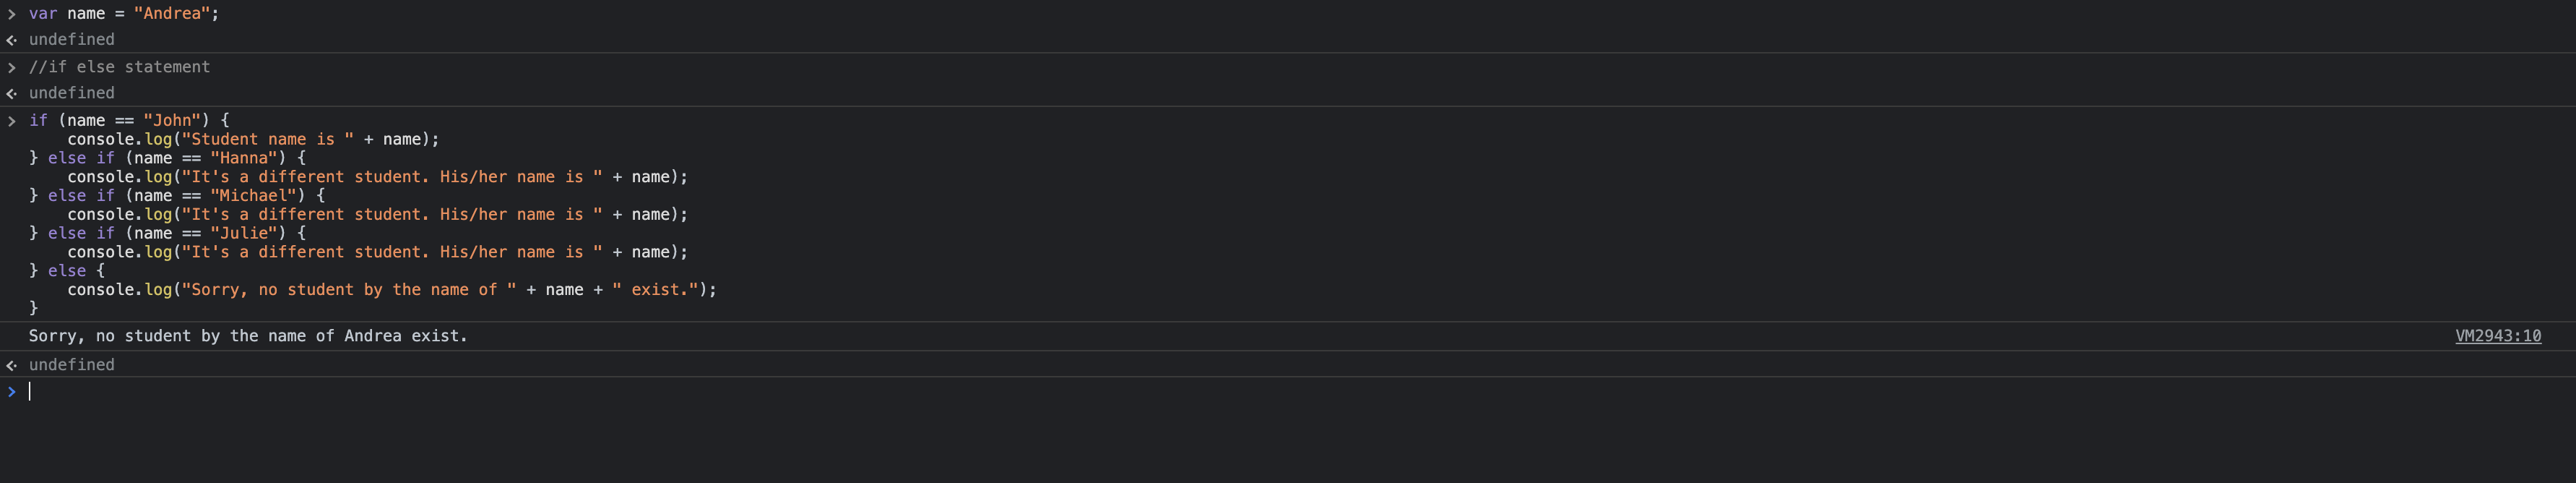 > var name = "Andrea";
<· undefined
> //if else statement
<· undefined
> if (name == "John") {
    console.log("Student name is " + name);
} else if (name == "Hanna") {
    console.log("It's a different student. His/her name is " + name);
} else if (name == "Michael") {
    console.log("It's a different student. His/her name is " + name);
} else if (name == "Julie") {
    console.log("It's a different student. His/her name is " + name);
} else {
    console.log("Sorry, no student by the name of " + name + " exist.");
}
Sorry, no student by the name of Andrea exist. VM2943:10
<· undefined
>